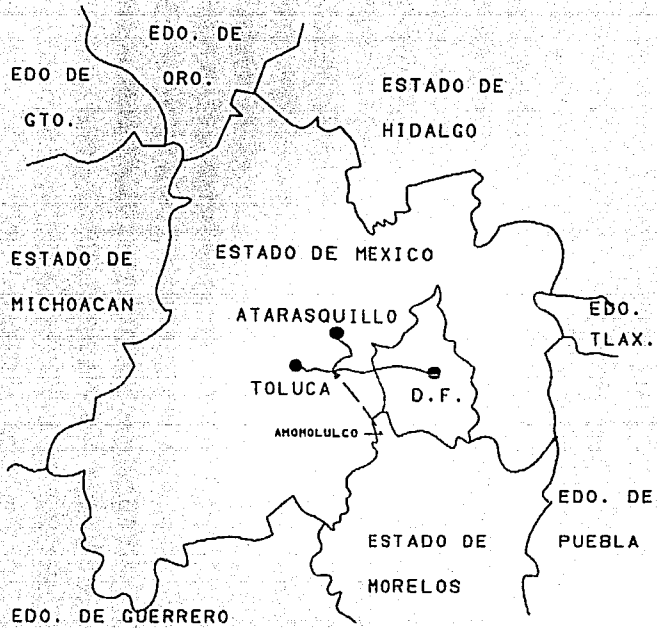 EDO. DE
QRO.
EDO DE
GTO.
ESTADO DE
HIDALGO
ESTADO DE MEXICO
ESTADO DE
MICHOACAN
ATARASQUILLO
EDO.
TLAX.
TOLUCA
D.F.
AMOMOLULCO
EDO. DE
PUEBLA
ESTADO DE
MORELOS
EDO. DE GUERRERO